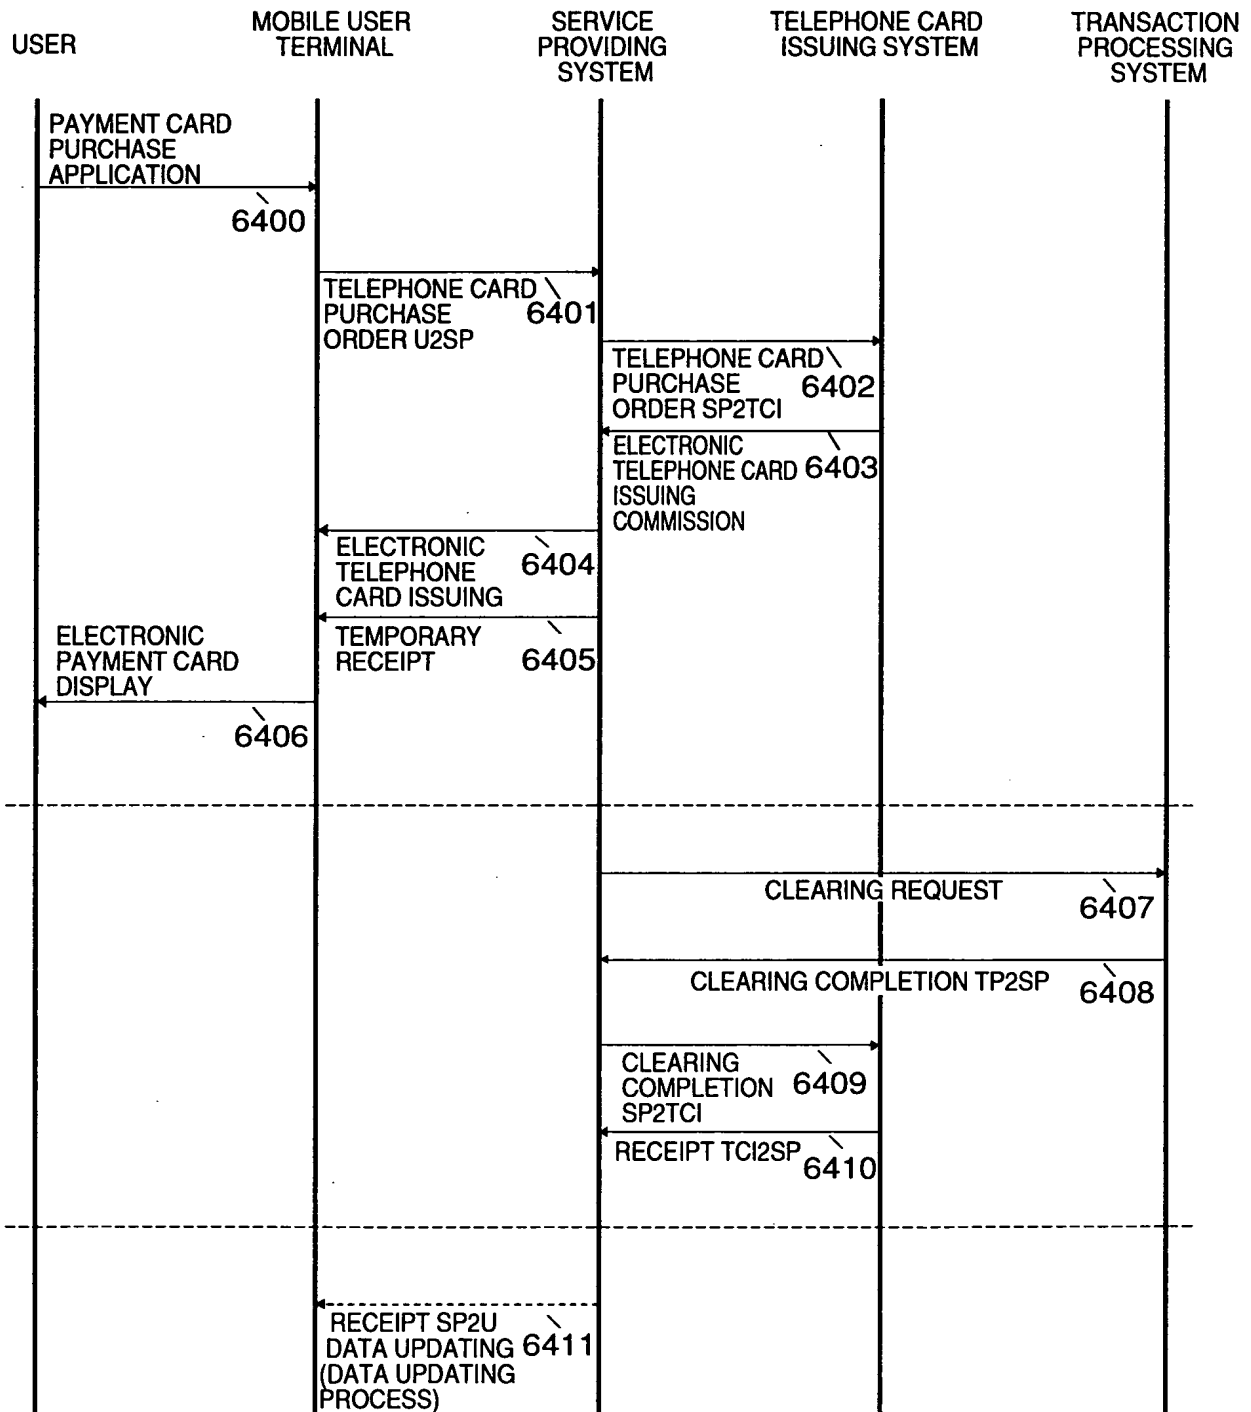 USER
MOBILE USER
TERMINAL
SERVICE
PROVIDING
SYSTEM
TELEPHONE CARD
ISSUING SYSTEM
TRANSACTION
PROCESSING
SYSTEM
PAYMENT CARD
PURCHASE
APPLICATION
6400
TELEPHONE CARD
PURCHASE
ORDER U2SP
6401
TELEPHONE CARD
PURCHASE
ORDER SP2TCI
6402
ELECTRONIC
TELEPHONE CARD
ISSUING
COMMISSION
6403
ELECTRONIC
TELEPHONE
CARD ISSUING
6404
TEMPORARY
RECEIPT
6405
ELECTRONIC
PAYMENT CARD
DISPLAY
6406
CLEARING REQUEST
6407
CLEARING COMPLETION TP2SP
6408
CLEARING
COMPLETION
SP2TCI
6409
RECEIPT TCI2SP
6410
RECEIPT SP2U
DATA UPDATING
(DATA UPDATING
PROCESS)
6411